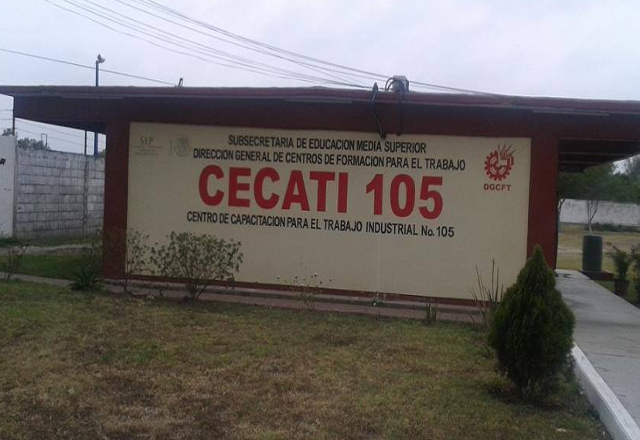 SEP
SUBSECRETARIA DE EDUCACION MEDIA SUPERIOR
DIRECCION GENERAL DE CENTROS DE FORMACION PARA EL TRABAJO
CECATI 105
CENTRO DE CAPACITACION PARA EL TRABAJO INDUSTRIAL No. 105
DGCFT